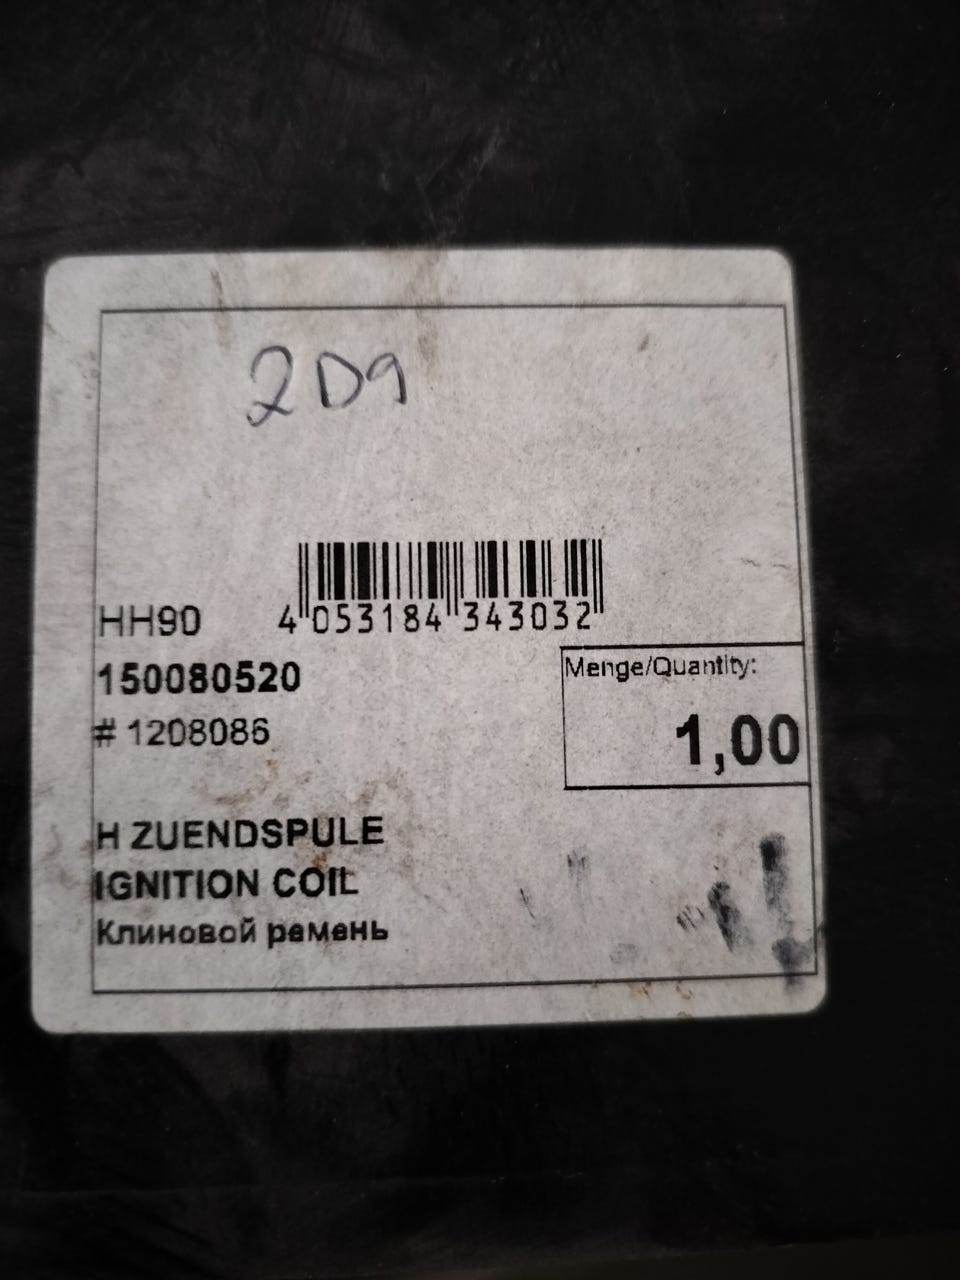 2D9
HH90
4 053184 343032
150080520
Menge/Quantity:
# 1208086
1,00
H ZUENDSPULE
IGNITION COIL
Клиновой ремень